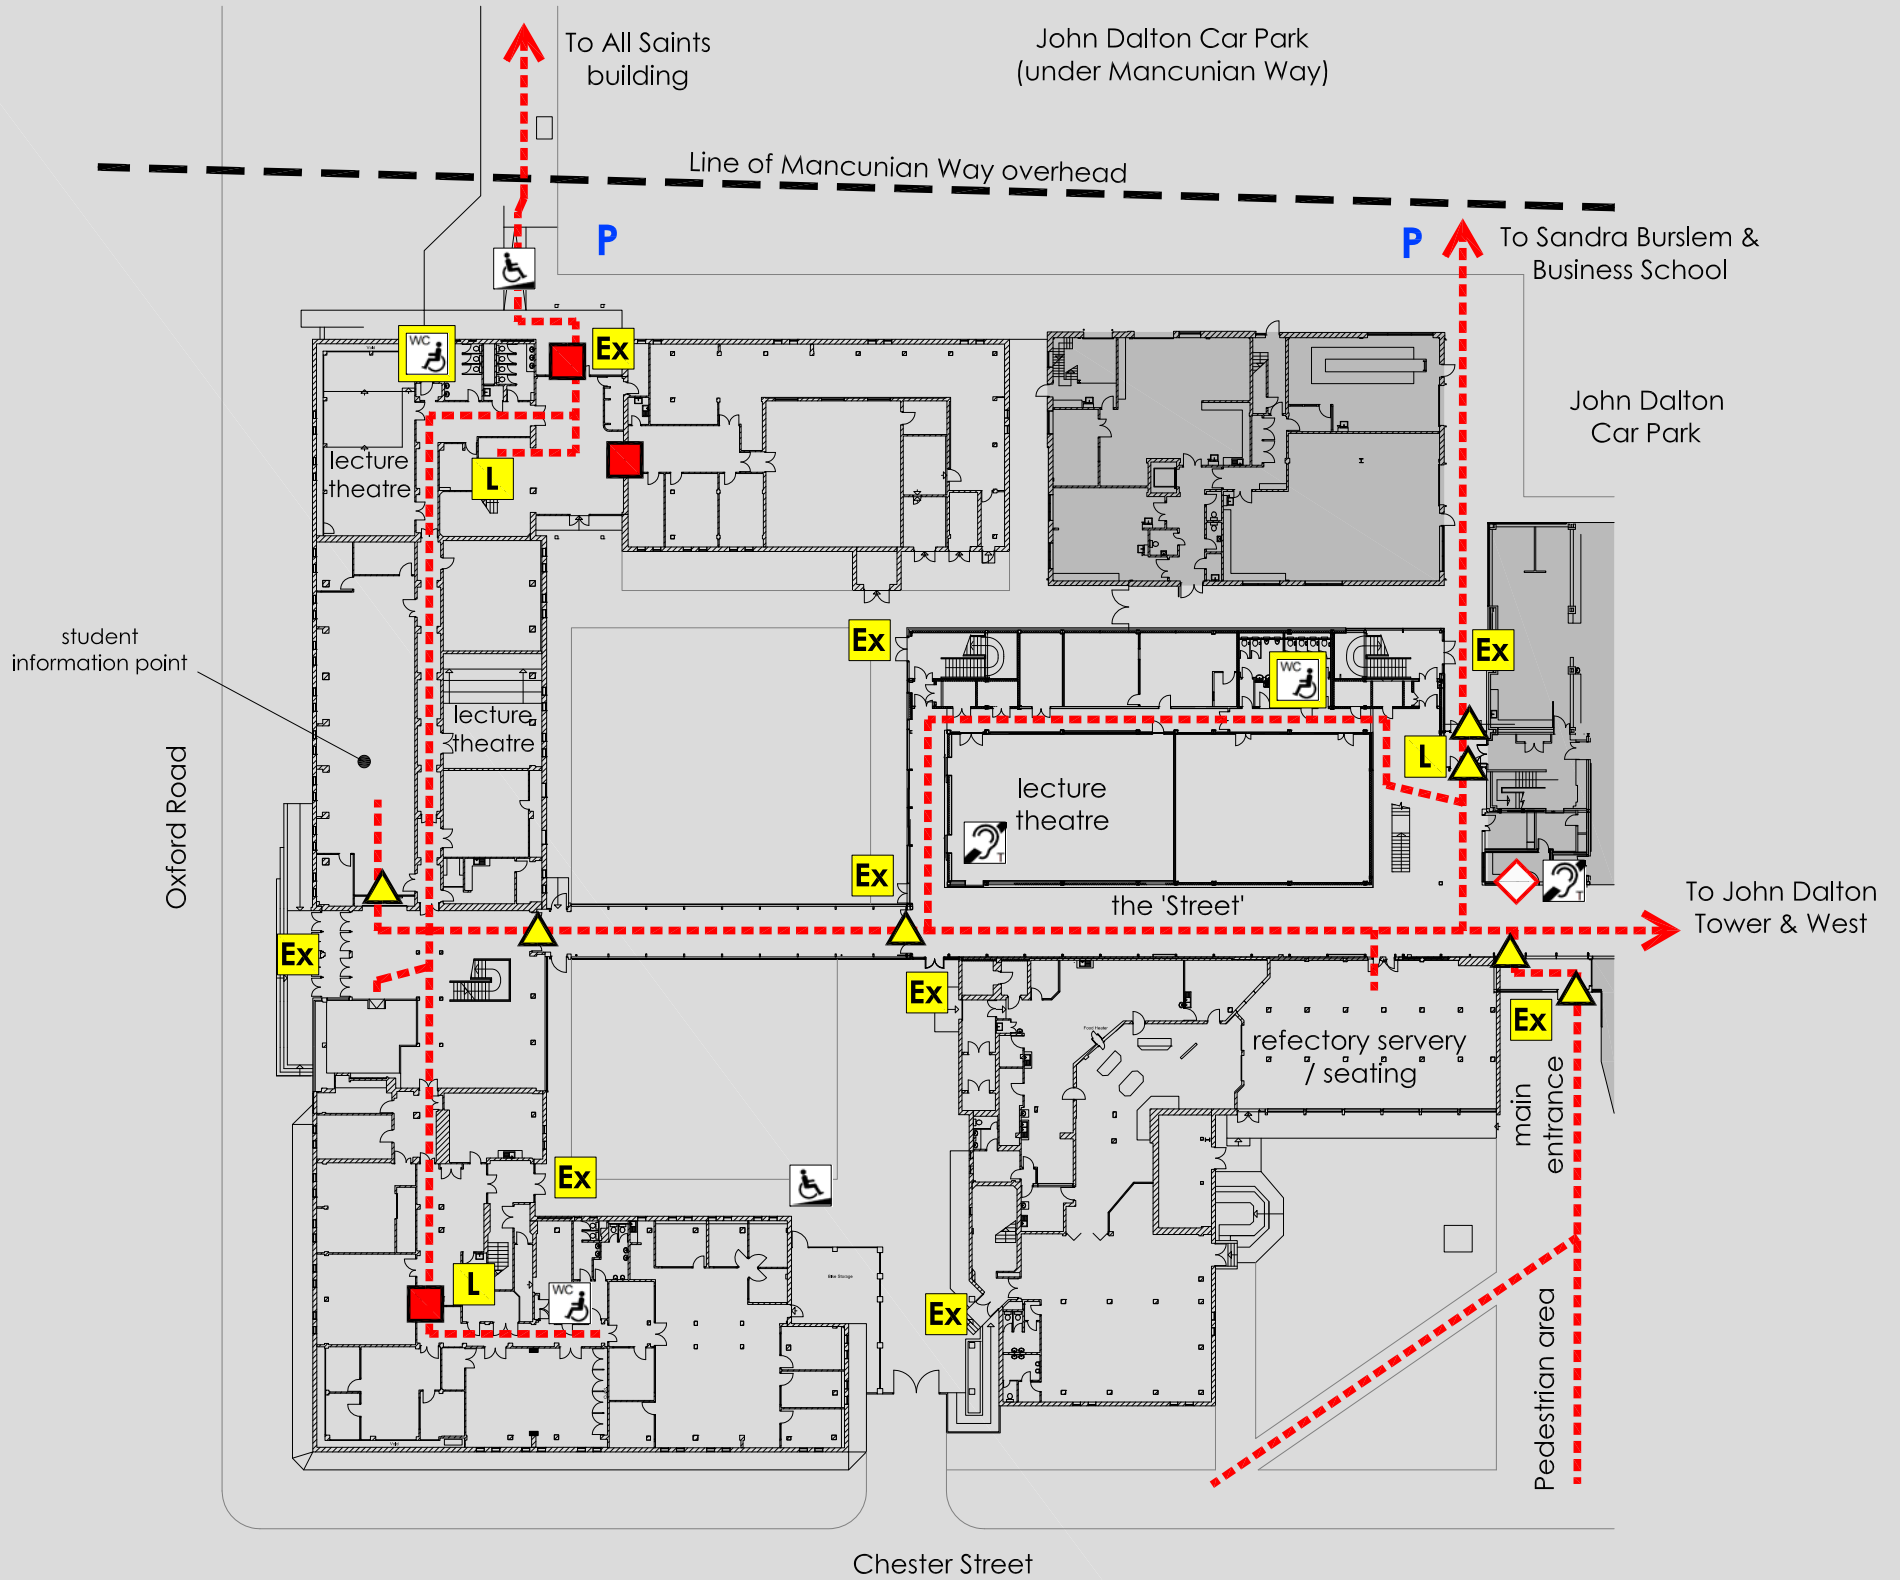 To All Saints
building
John Dalton Car Park
(under Mancunian Way)
Line of Mancunian Way overhead
P
P
To Sandra Burslem &
Business School
WC
Ex
John Dalton
Car Park
lecture
theatre
L
student
information point
Ex
WC
Ex
lecture
theatre
Oxford Road
L
lecture
theatre
T
Ex
T
the 'Street'
To John Dalton
Tower & West
Ex
Ex
Ex
refectory servery
/ seating
main
entrance
Ex
L
WC
Bike Storage
Ex
Pedestrian area
Chester Street